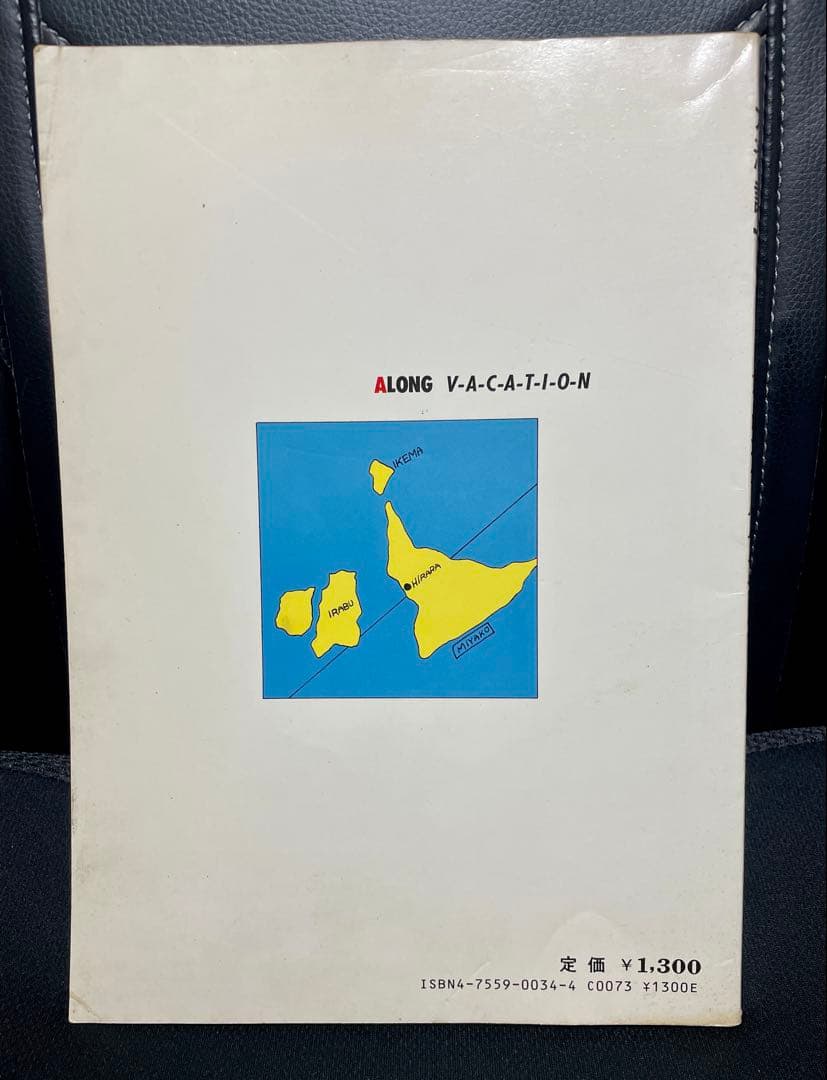 ALONG V-A-C-A-T-I-O-N
IKEMA
HIRARA
IRABU
MIYAKO
定価 ¥1,300
ISBN4-7559-0034-4 C0073 ¥1300E